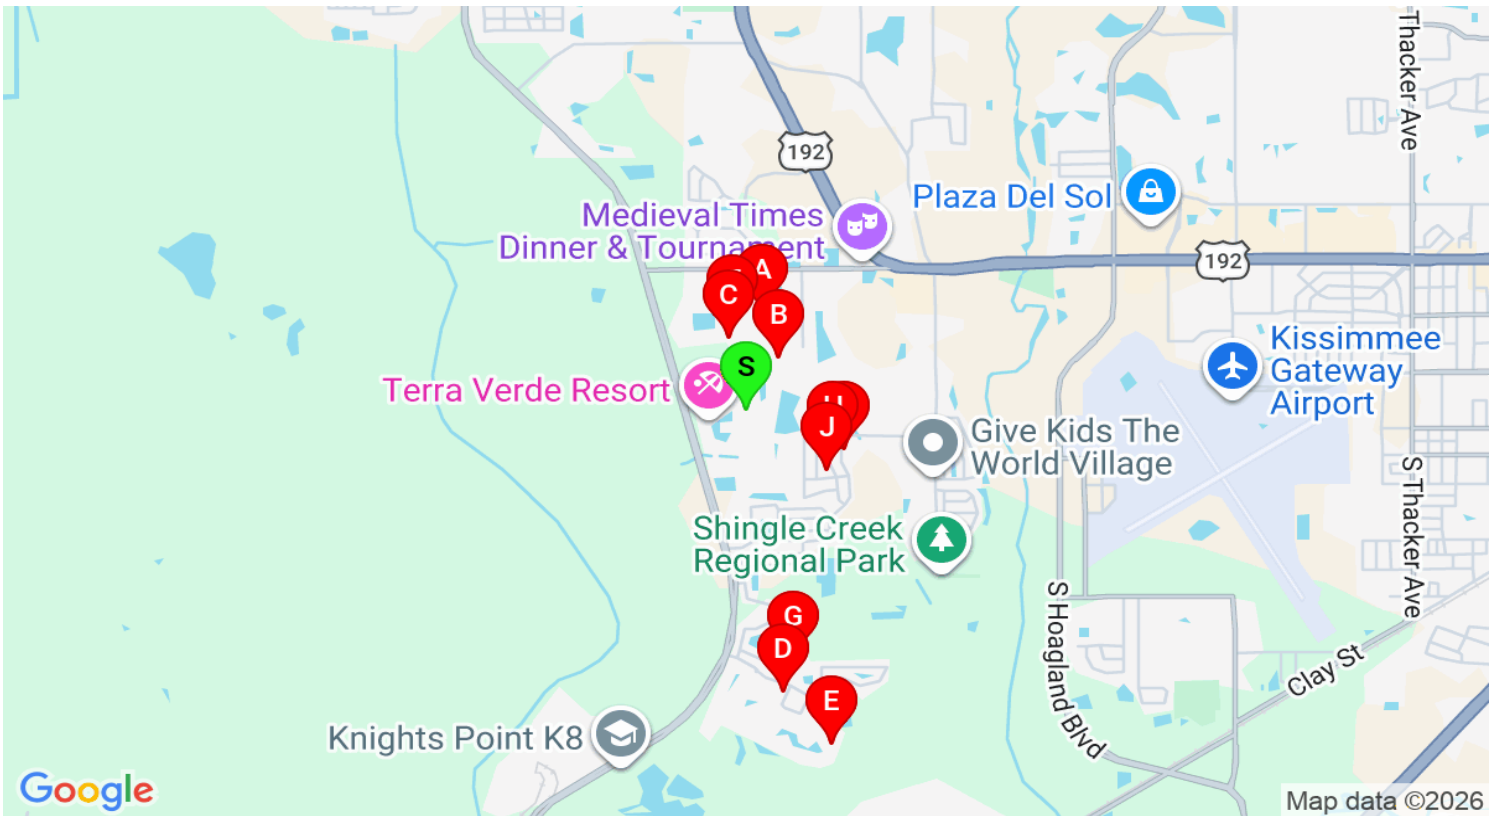 Thacker Ave
192
Plaza Del Sol
Medieval Times
Dinner & Tournament
192
A
C
B
Kissimmee
Gateway
Airport
S
Terra Verde Resort
H
J
Give Kids The
World Village
S Thacker Ave
Shingle Creek
Regional Park
G
D
S Hoagland Blvd
Clay St
E
Knights Point K8
Google
Map data ©2026